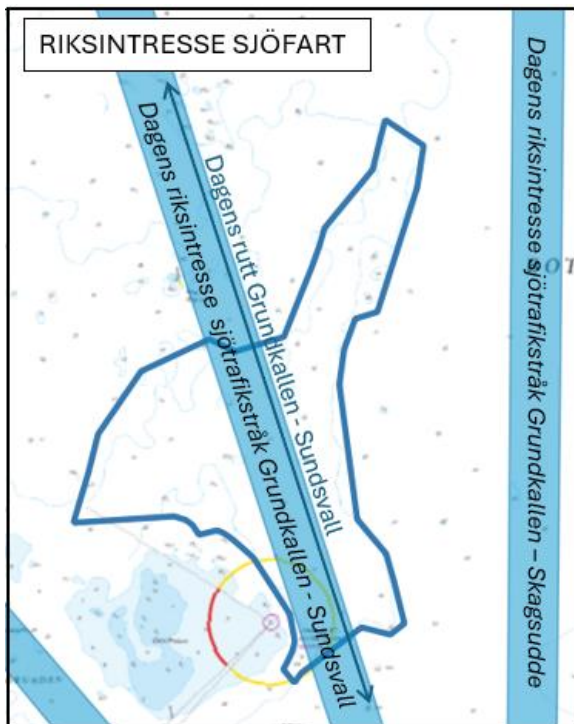 RIKSINTRESSE SJÖFART
Dagens riksintresse sjötrafikstråk Grundkallen - Sundsvall
Dagens rutt Grundkallen - Sundsvall
Dagens riksintresse sjötrafikstråk Grundkallen – Skagsudde